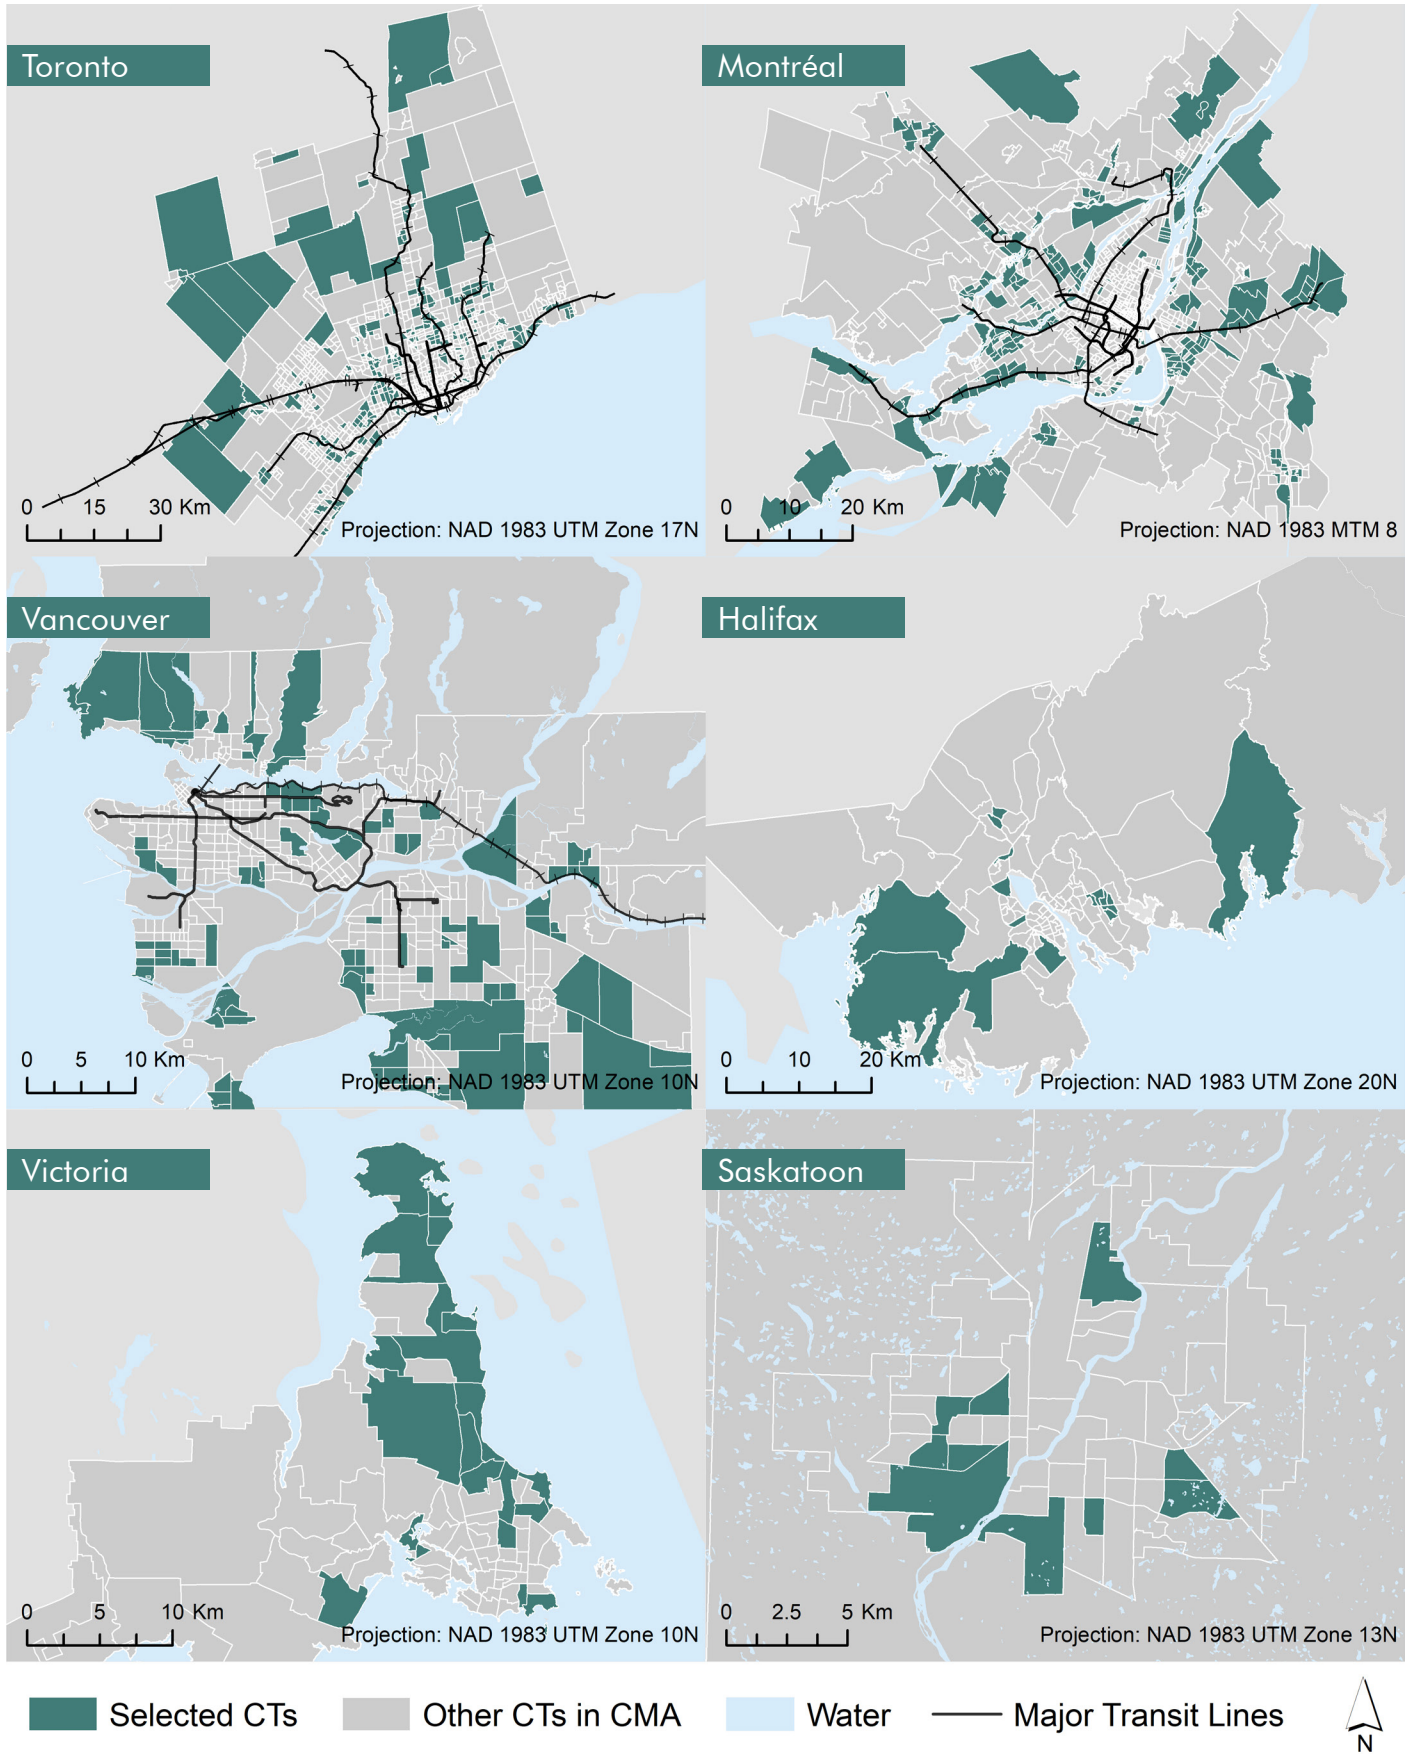 Toronto
0 15 30 Km
Projection: NAD 1983 UTM Zone 17N
Montréal
0 10 20 Km
Projection: NAD 1983 MTM 8
Vancouver
0 5 10 Km
Projection: NAD 1983 UTM Zone 10N
Halifax
0 10 20 Km
Projection: NAD 1983 UTM Zone 20N
Victoria
0 5 10 Km
Projection: NAD 1983 UTM Zone 10N
Saskatoon
0 2.5 5 Km
Projection: NAD 1983 UTM Zone 13N
Selected CTs Other CTs in CMA Water Major Transit Lines
N